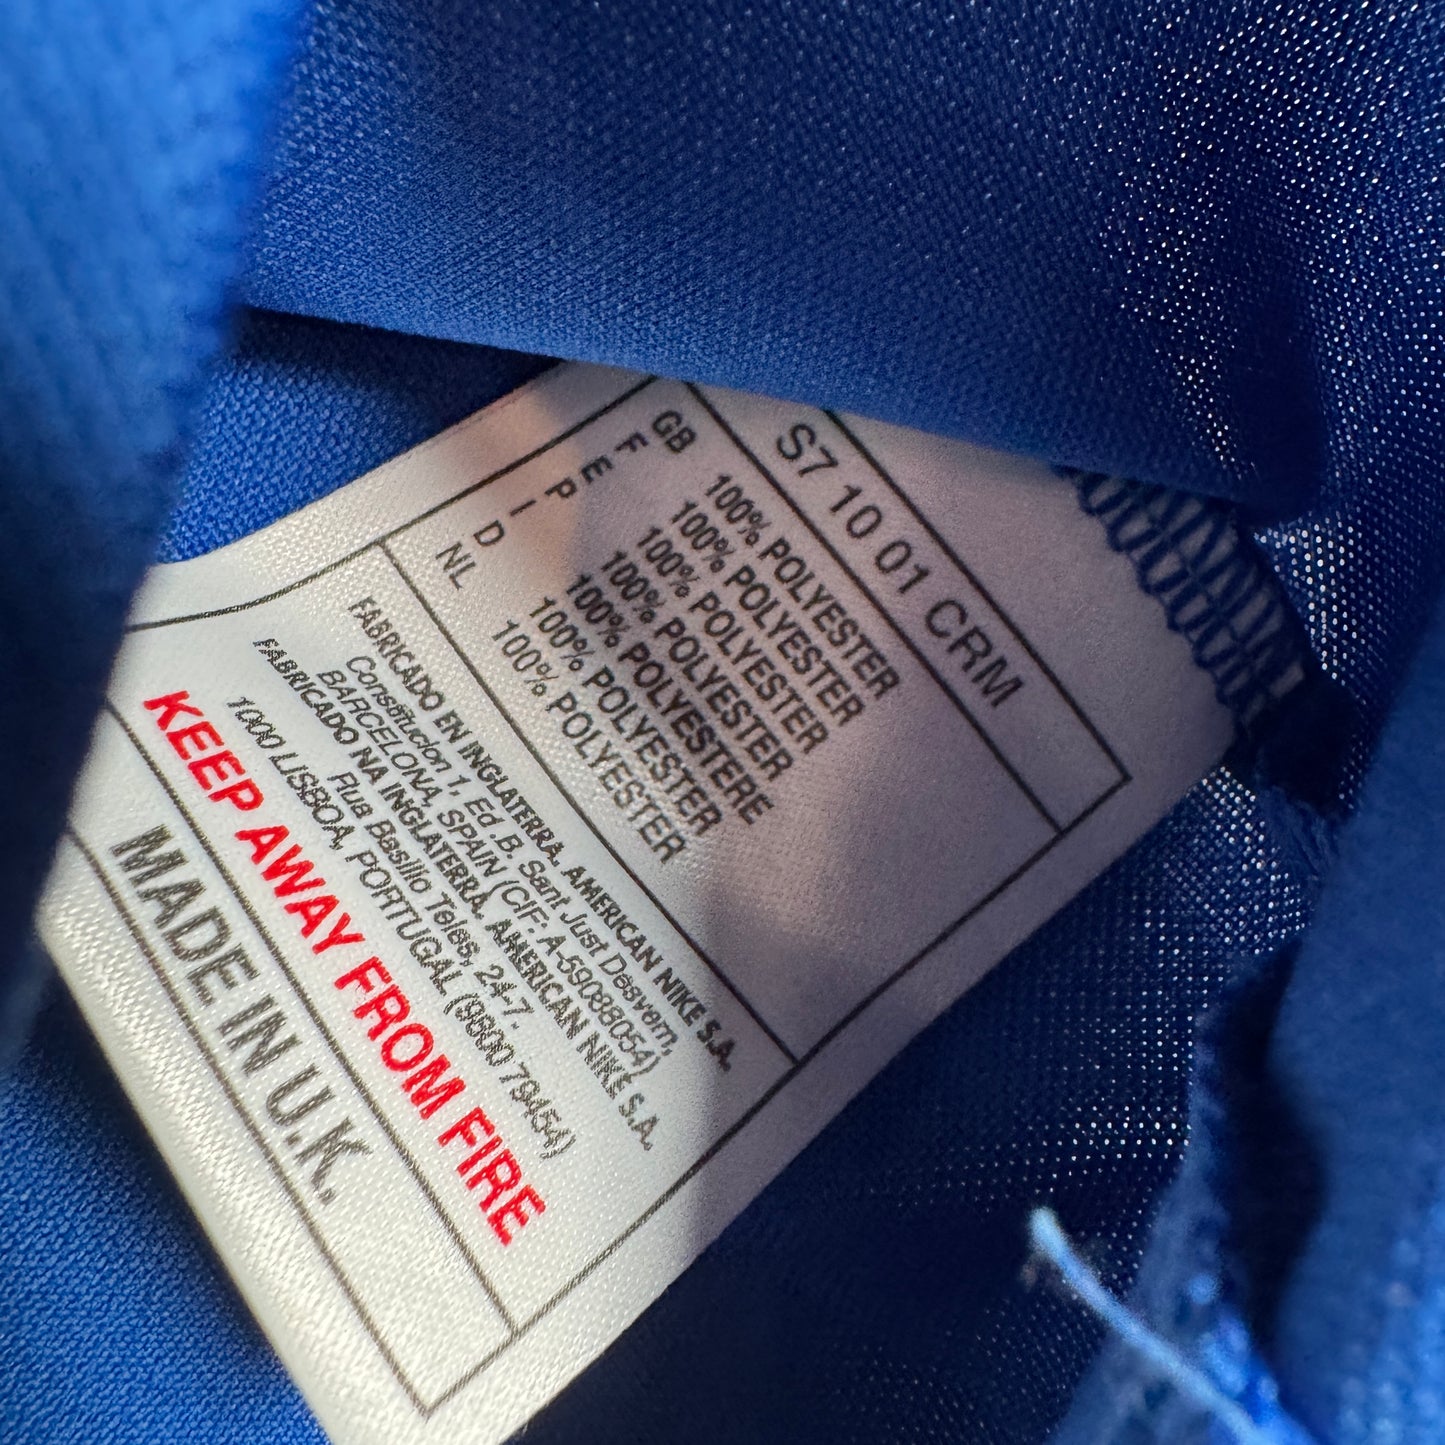 S7 10 01 CRM
GB 100% POLYESTER
F 100% POLYESTER
E 100% POLYESTER
P 100% POLYESTER
I 100% POLYESTERE
D 100% POLYESTER
NL 100% POLYESTER
FABRICADO EN INGLATERRA. AMERICAN NIKE S.A.
Constitucion 1, Ed.B. Sant Just Desvern,
BARCELONA, SPAIN (CIF: A-59088054).
FABRICADO NA INGLATERRA. AMERICAN NIKE S.A.
Rua Basilio Teles, 24-7.
1000 LISBOA, PORTUGAL (9800 79454)
KEEP AWAY FROM FIRE
MADE IN U.K.